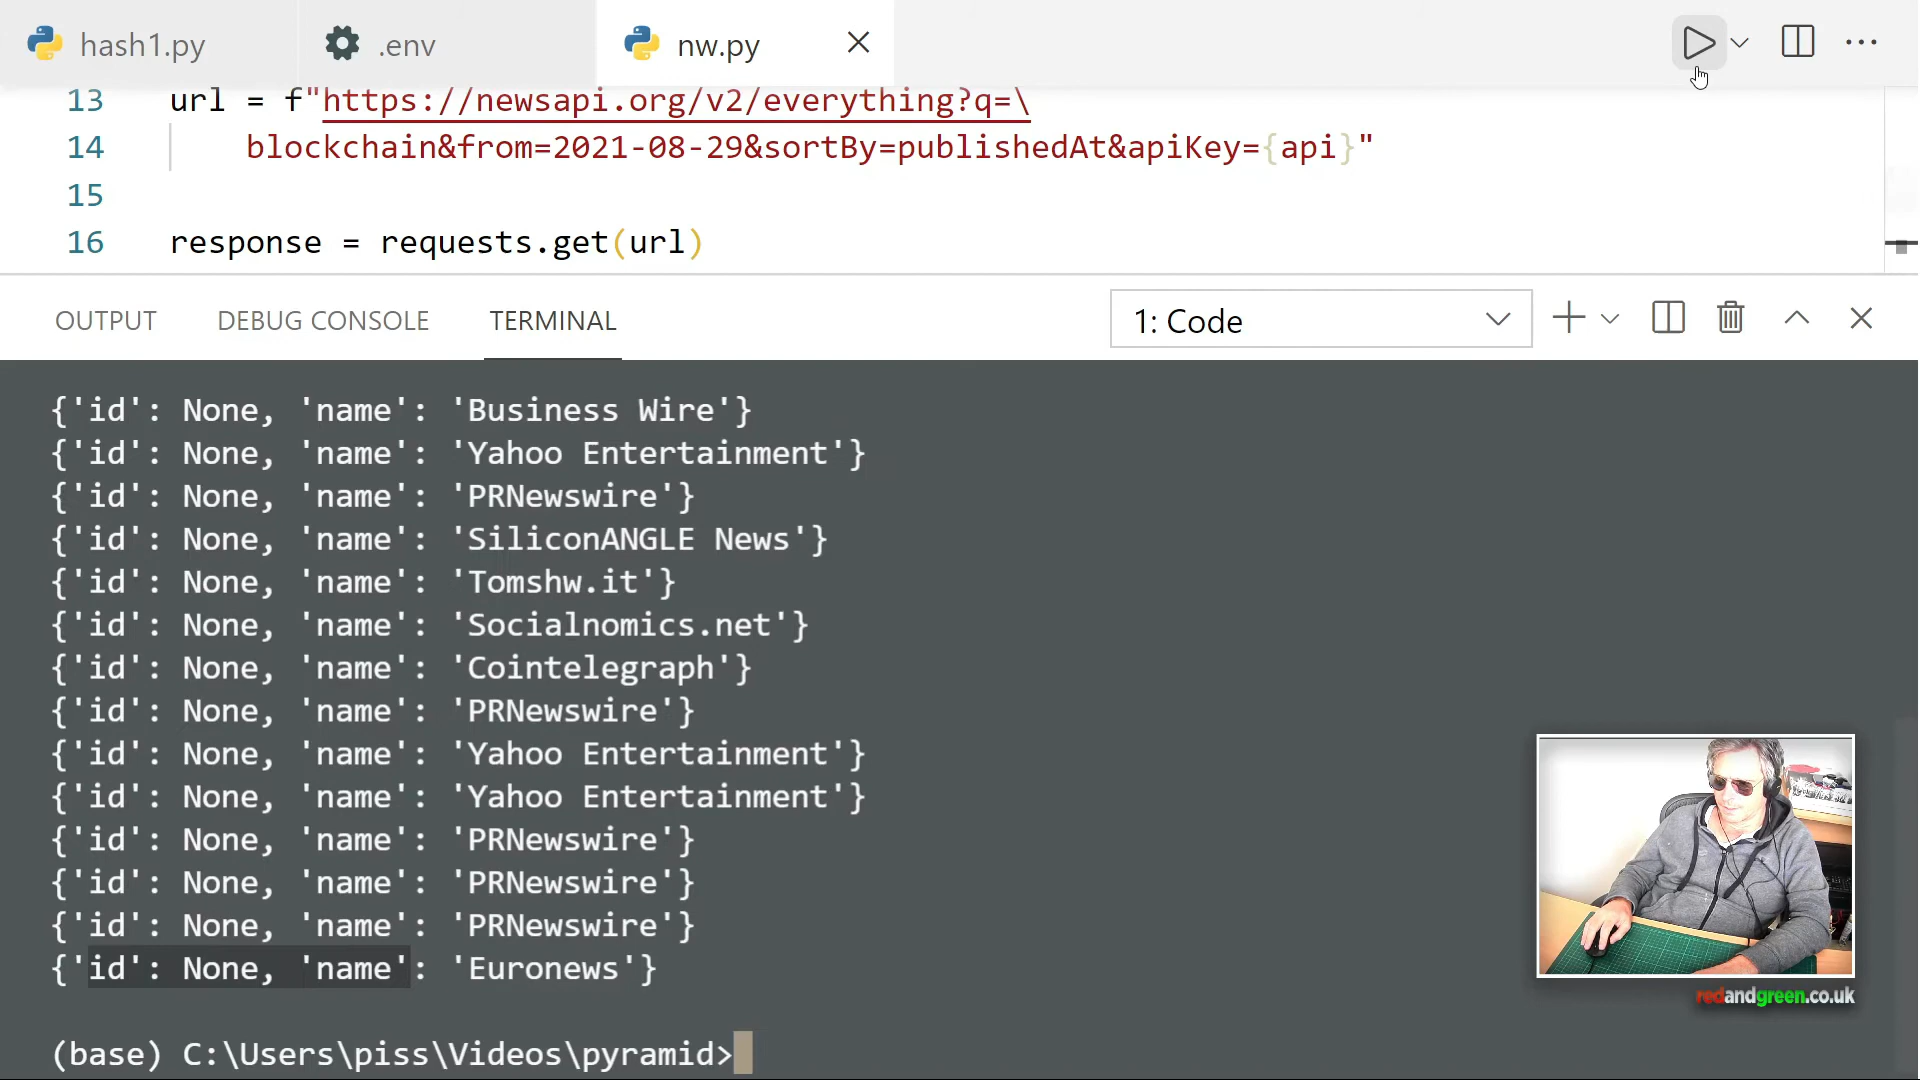 hash1.py .env nw.py
13 url = f"https://newsapi.org/v2/everything?q=\
14 blockchain&from=2021-08-29&sortBy=publishedAt&apiKey={api}"
15
16 response = requests.get(url)
OUTPUT DEBUG CONSOLE TERMINAL 1: Code
{'id': None, 'name': 'Business Wire'}
{'id': None, 'name': 'Yahoo Entertainment'}
{'id': None, 'name': 'PRNewswire'}
{'id': None, 'name': 'SiliconANGLE News'}
{'id': None, 'name': 'Tomshw.it'}
{'id': None, 'name': 'Socialnomics.net'}
{'id': None, 'name': 'Cointelegraph'}
{'id': None, 'name': 'PRNewswire'}
{'id': None, 'name': 'Yahoo Entertainment'}
{'id': None, 'name': 'Yahoo Entertainment'}
{'id': None, 'name': 'PRNewswire'}
{'id': None, 'name': 'PRNewswire'}
{'id': None, 'name': 'PRNewswire'}
{'id': None, 'name': 'Euronews'}
(base) C:\Users\piss\Videos\pyramid>
redandgreen.co.uk